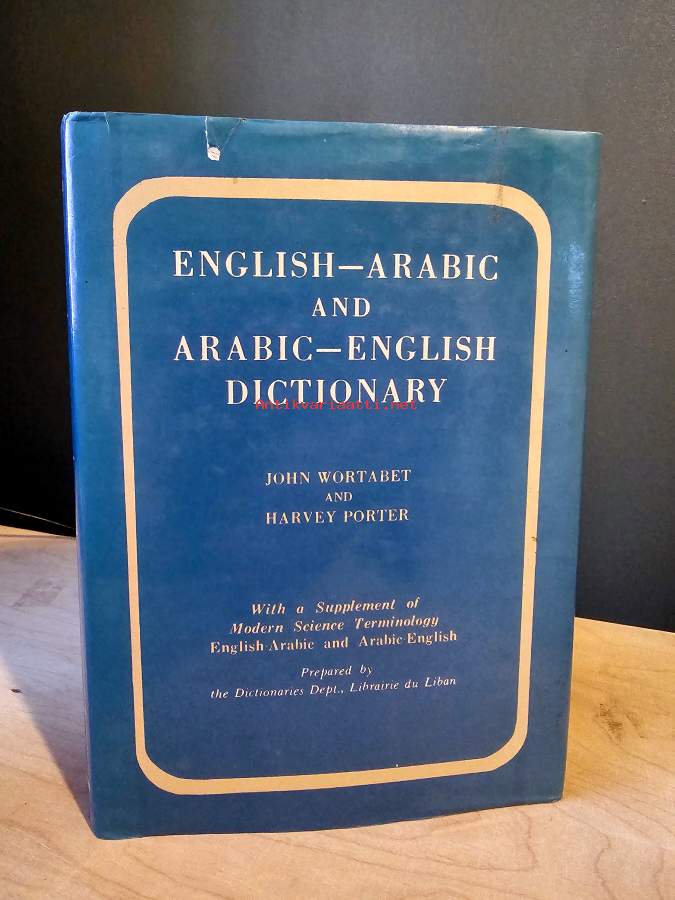 ENGLISH—ARABIC
AND
ARABIC—ENGLISH
DICTIONARY
Antikvariaatti.net
JOHN WORTABET
AND
HARVEY PORTER
With a Supplement of
Modern Science Terminology
English-Arabic and Arabic-English
Prepared by
the Dictionaries Dept., Librairie du Liban